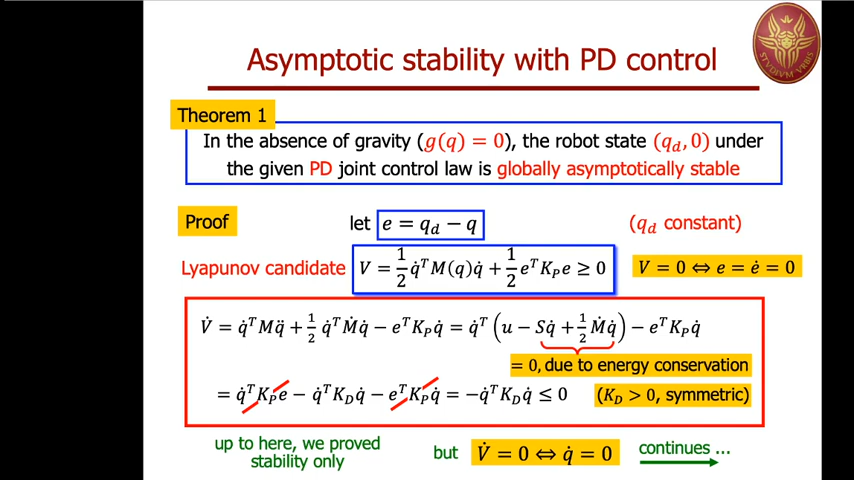 Asymptotic stability with PD control
STVDIVM VRBIS
Theorem 1
In the absence of gravity (g(q) = 0), the robot state (q_d, 0) under
the given PD joint control law is globally asymptotically stable
Proof
let e = q_d − q
(q_d constant)
Lyapunov candidate V = 1/2 q̇ᵀM(q)q̇ + 1/2 eᵀK_P e ≥ 0
V = 0 ⇔ e = ė = 0
V̇ = q̇ᵀMq̈ + 1/2 q̇ᵀṀq̇ − eᵀK_P q̇ = q̇ᵀ(u − Sq̇ + 1/2 Ṁq̇) − eᵀK_P q̇
= 0, due to energy conservation
= q̇ᵀK_P e − q̇ᵀK_D q̇ − eᵀK_P q̇ = −q̇ᵀK_D q̇ ≤ 0
(K_D > 0, symmetric)
up to here, we proved
stability only
but V̇ = 0 ⇔ q̇ = 0
continues ...